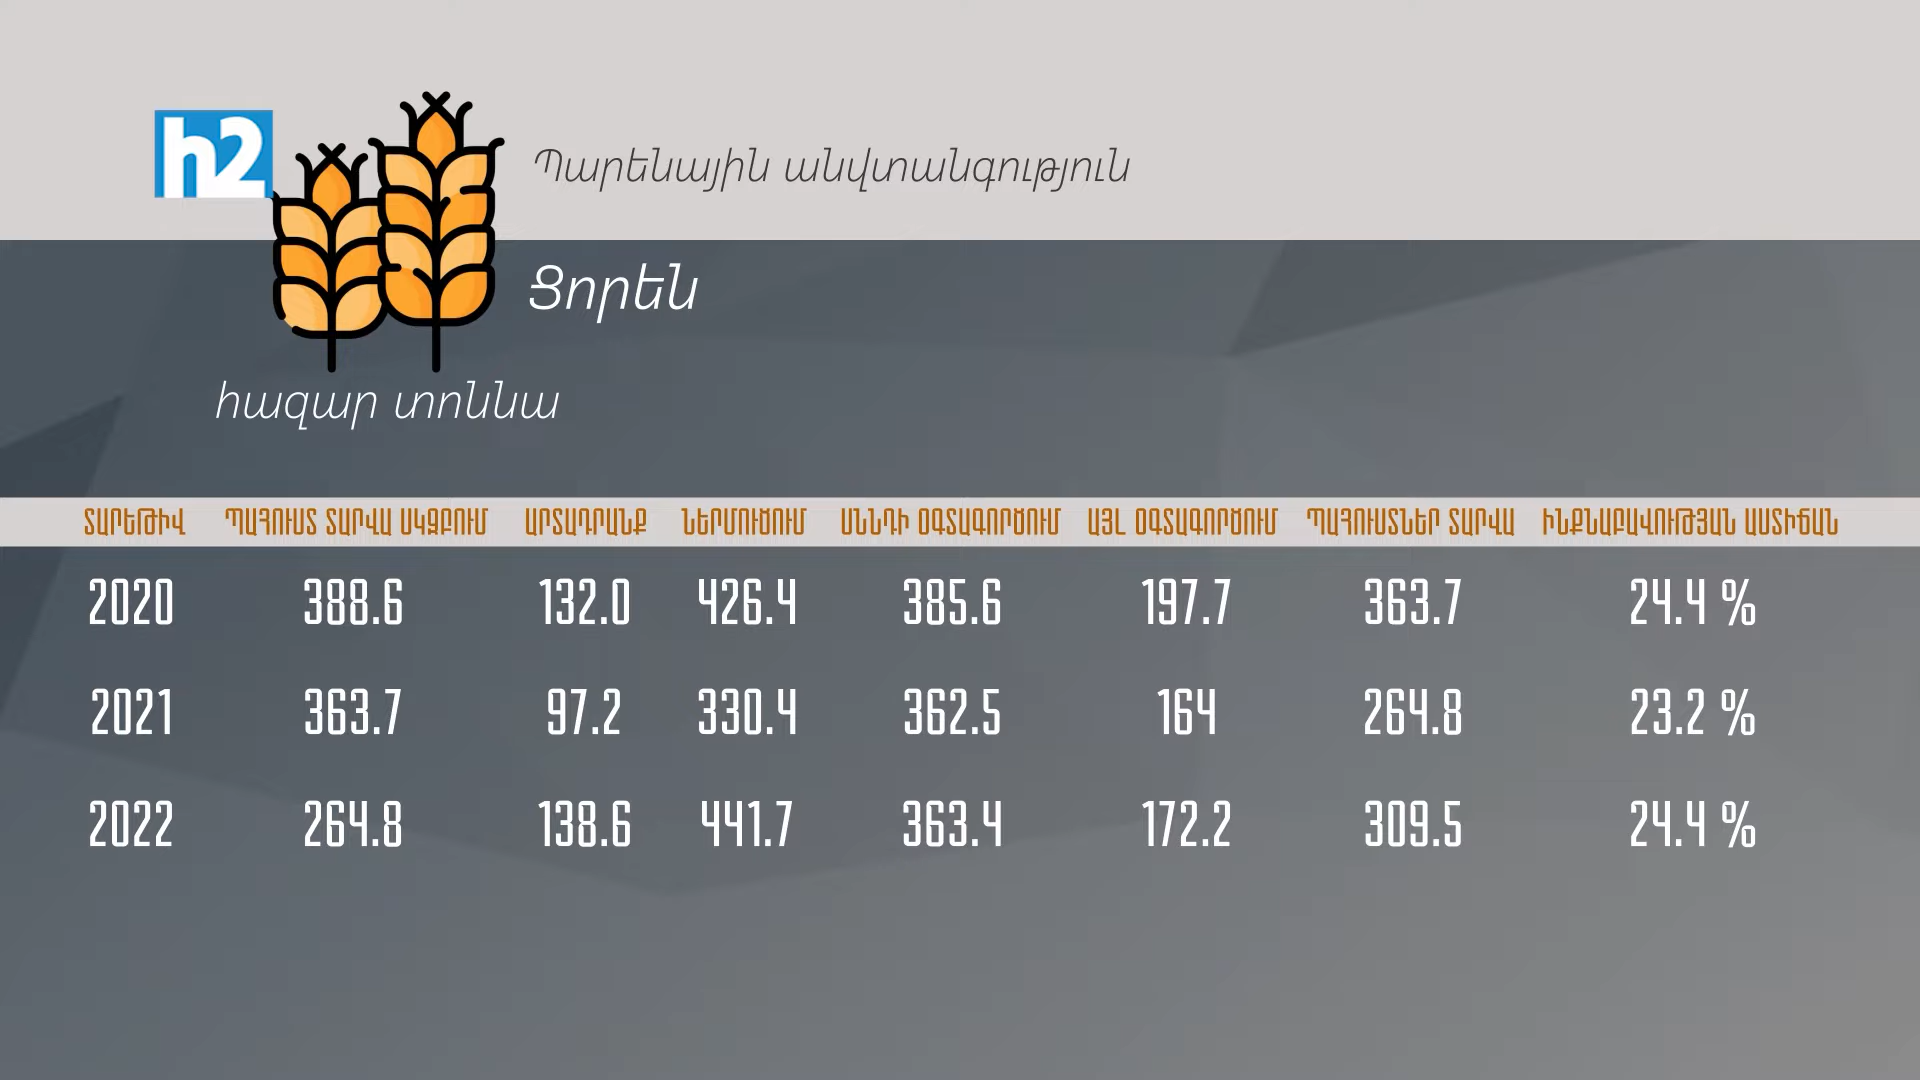 h2
Պարենային անվտանգություն
Ցորեն
հազար տոննա
ՏԱՐԵԹԻՎ ՊԱՀՈՒՍՏ ՏԱՐՎԱ ՍԿԶԲՈՒՄ ԱՐՏԱԴՐԱՆՔ ՆԵՐՄՈՒԾՈՒՄ ՍՆՆԴԻ ՕԳՏԱԳՈՐԾՈՒՄ ԱՅԼ ՕԳՏԱԳՈՐԾՈՒՄ ՊԱՀՈՒՍՏՆԵՐ ՏԱՐՎԱ ԻՆՔՆԱԲԱՎՈՒԹՅԱՆ ԱՍՏԻՃԱՆ
2020 388.6 132.0 426.4 385.6 197.7 363.7 24.4 %
2021 363.7 97.2 330.4 362.5 164 264.8 23.2 %
2022 264.8 138.6 441.7 363.4 172.2 309.5 24.4 %